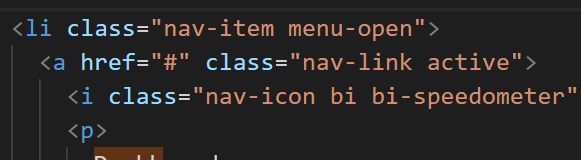 <li class="nav-item menu-open">
<a href="#" class="nav-link active">
<i class="nav-icon bi bi-speedometer"
<p>